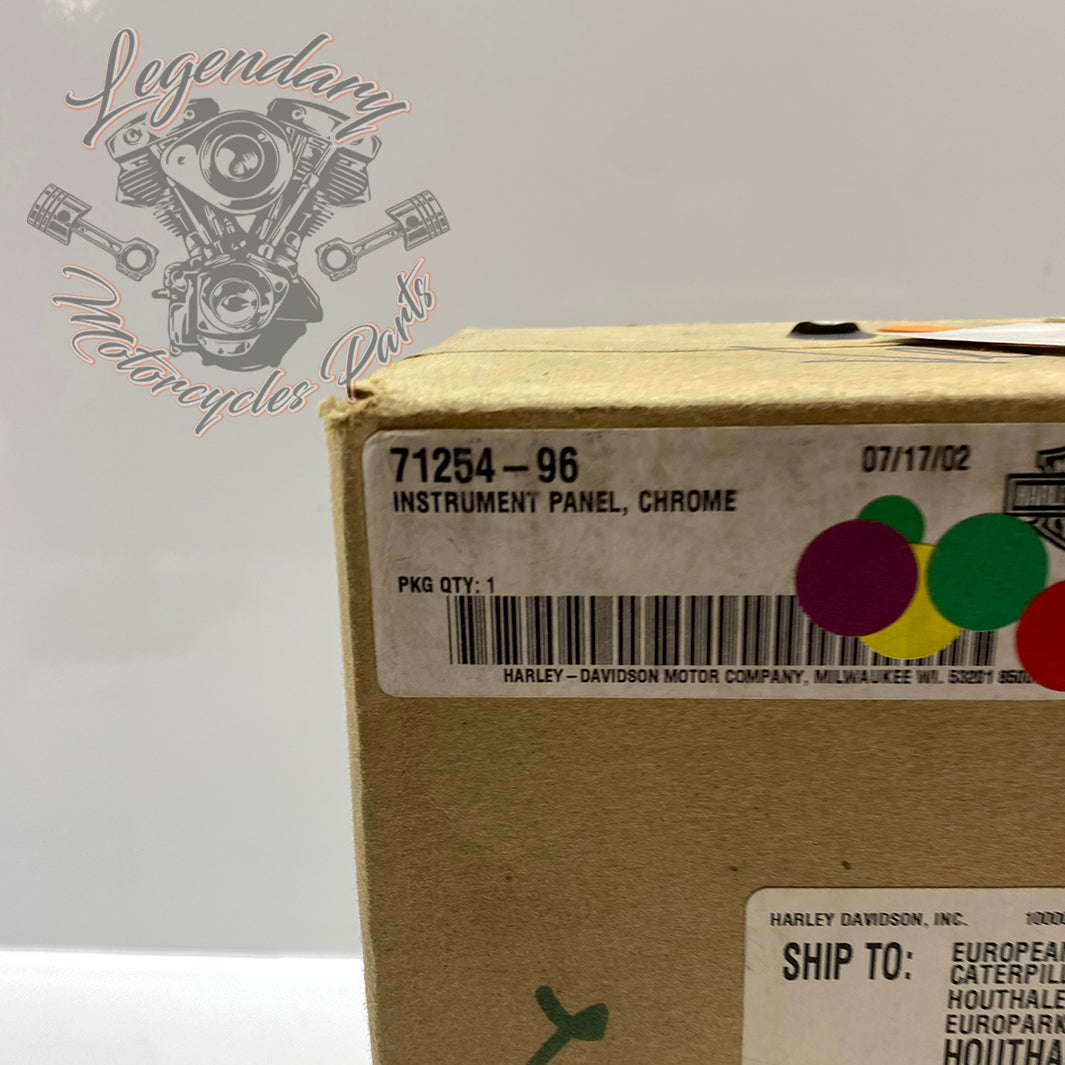 Legendary
Motorcycles Parts
71254-96
07/17/02
INSTRUMENT PANEL, CHROME
PKG QTY: 1
HARLEY-DAVIDSON MOTOR COMPANY, MILWAUKEE WI. 53201
HARLEY DAVIDSON, INC.
SHIP TO: